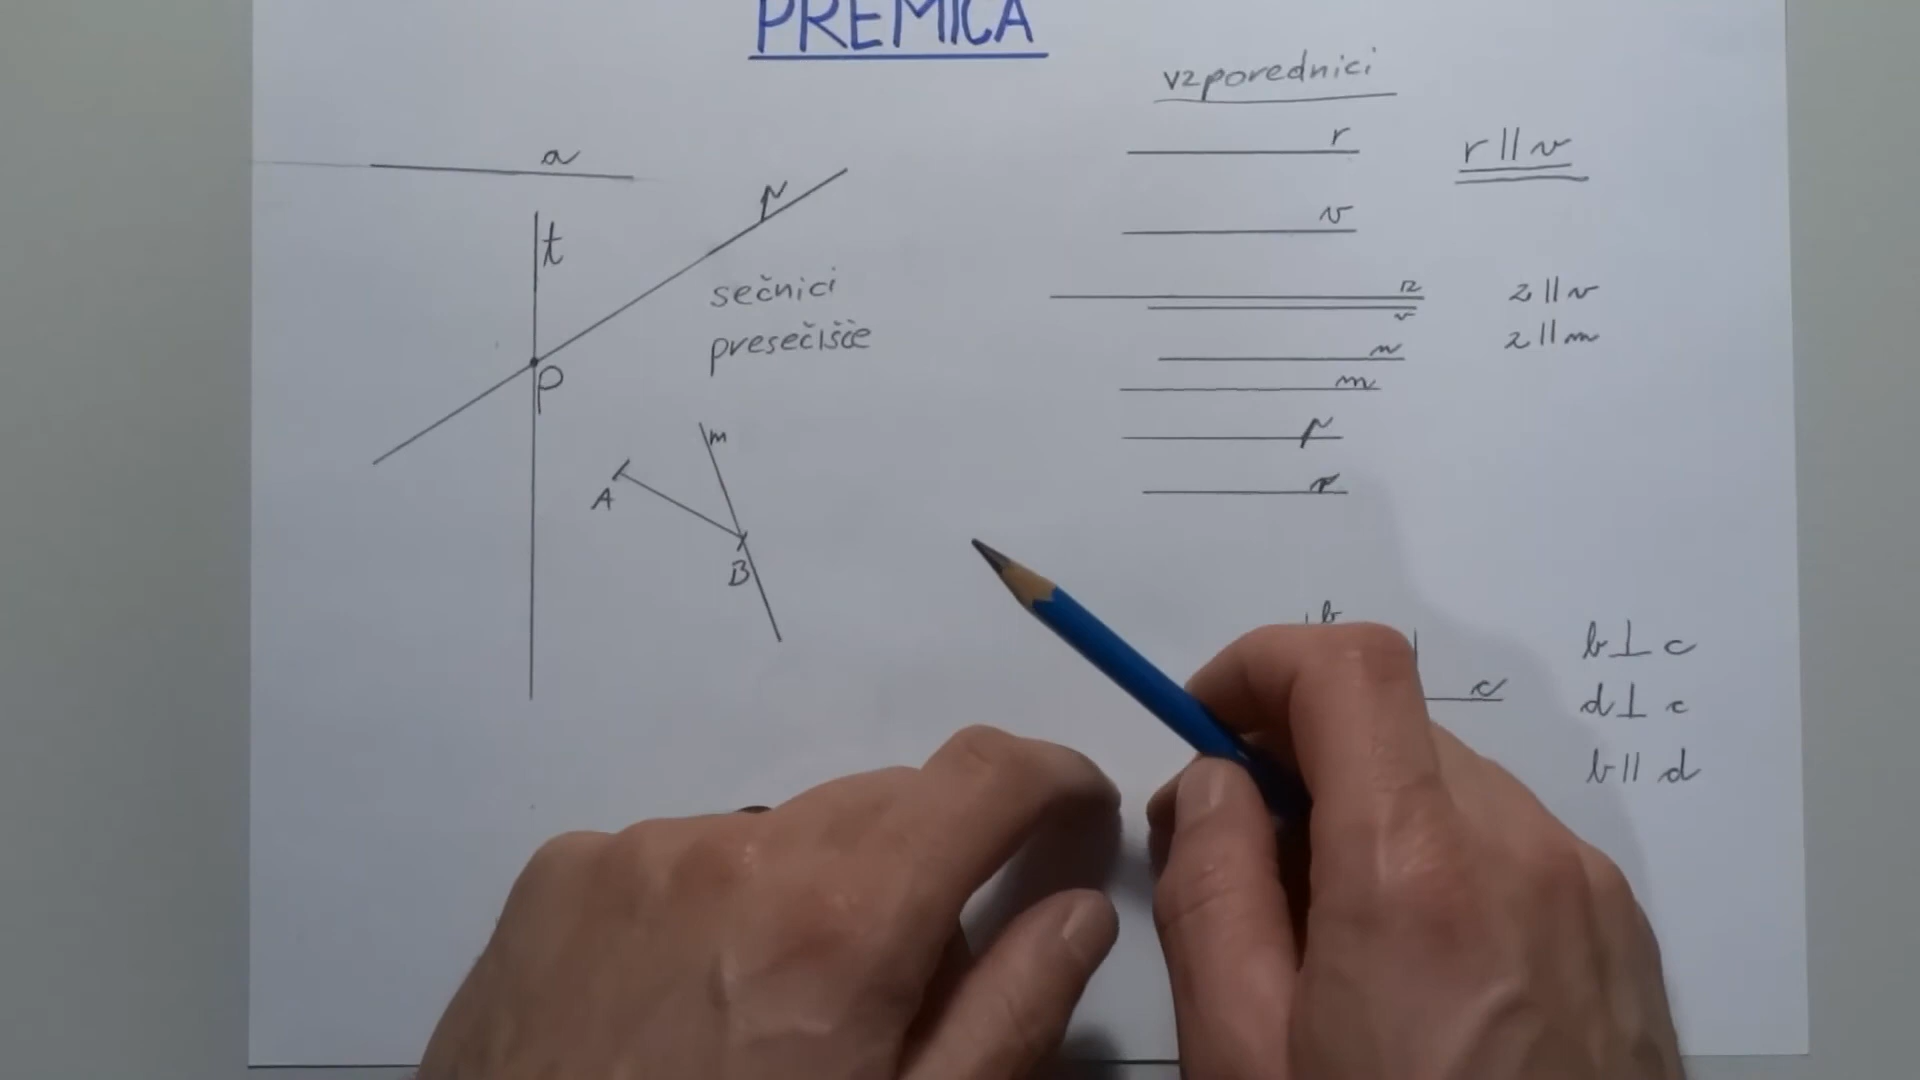 PREMICA
a
t
p
sečnici
presečišče
P
m
A
B
vzporednici
r
r || v
v
z || v
v
z || m
n
m
p
r
b
c
b ⊥ c
d ⊥ c
b || d